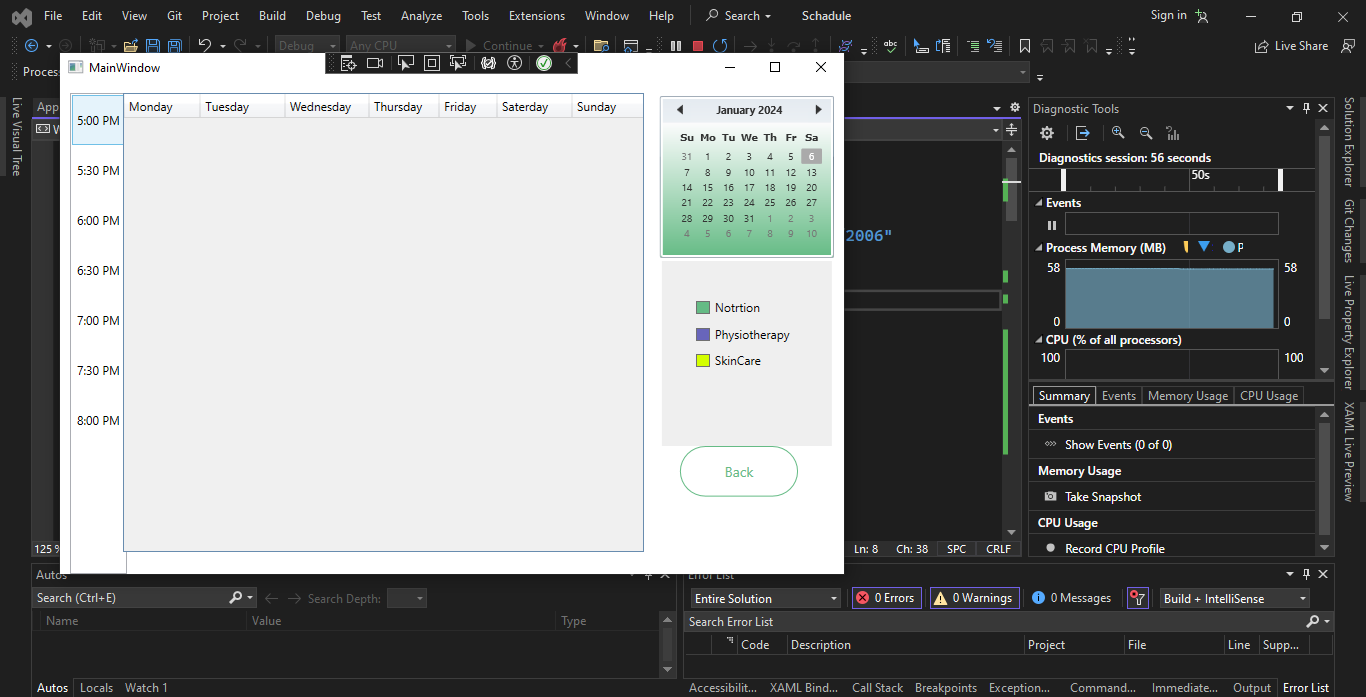 File Edit View Git Project Build Debug Test Analyze Tools Extensions Window Help Search Schadule Sign in
Debug Any CPU Continue Live Share
Proces
MainWindow
Live Visual Tree
App
W
Monday Tuesday Wednesday Thursday Friday Saterday Sunday
5:00 PM
5:30 PM
6:00 PM
6:30 PM
7:00 PM
7:30 PM
8:00 PM
January 2024
Su Mo Tu We Th Fr Sa
31 1 2 3 4 5 6
7 8 9 10 11 12 13
14 15 16 17 18 19 20
21 22 23 24 25 26 27
28 29 30 31 1 2 3
4 5 6 7 8 9 10
Notrtion
Physiotherapy
SkinCare
Back
2006"
125 %
Ln: 8 Ch: 38 SPC CRLF
Diagnostic Tools
Diagnostics session: 56 seconds
50s
Events
Process Memory (MB) P
58 58
0 0
CPU (% of all processors)
100 100
Summary Events Memory Usage CPU Usage
Events
Show Events (0 of 0)
Memory Usage
Take Snapshot
CPU Usage
Record CPU Profile
Solution Explorer
Git Changes
Live Property Explorer
XAML Live Preview
Autos
Search (Ctrl+E) Search Depth:
Name Value Type
Autos Locals Watch 1
Error List
Entire Solution 0 Errors 0 Warnings 0 Messages Build + IntelliSense
Search Error List
Code Description Project File Line Supp...
Accessibilit... XAML Bind... Call Stack Breakpoints Exception... Command... Immediate... Output Error List